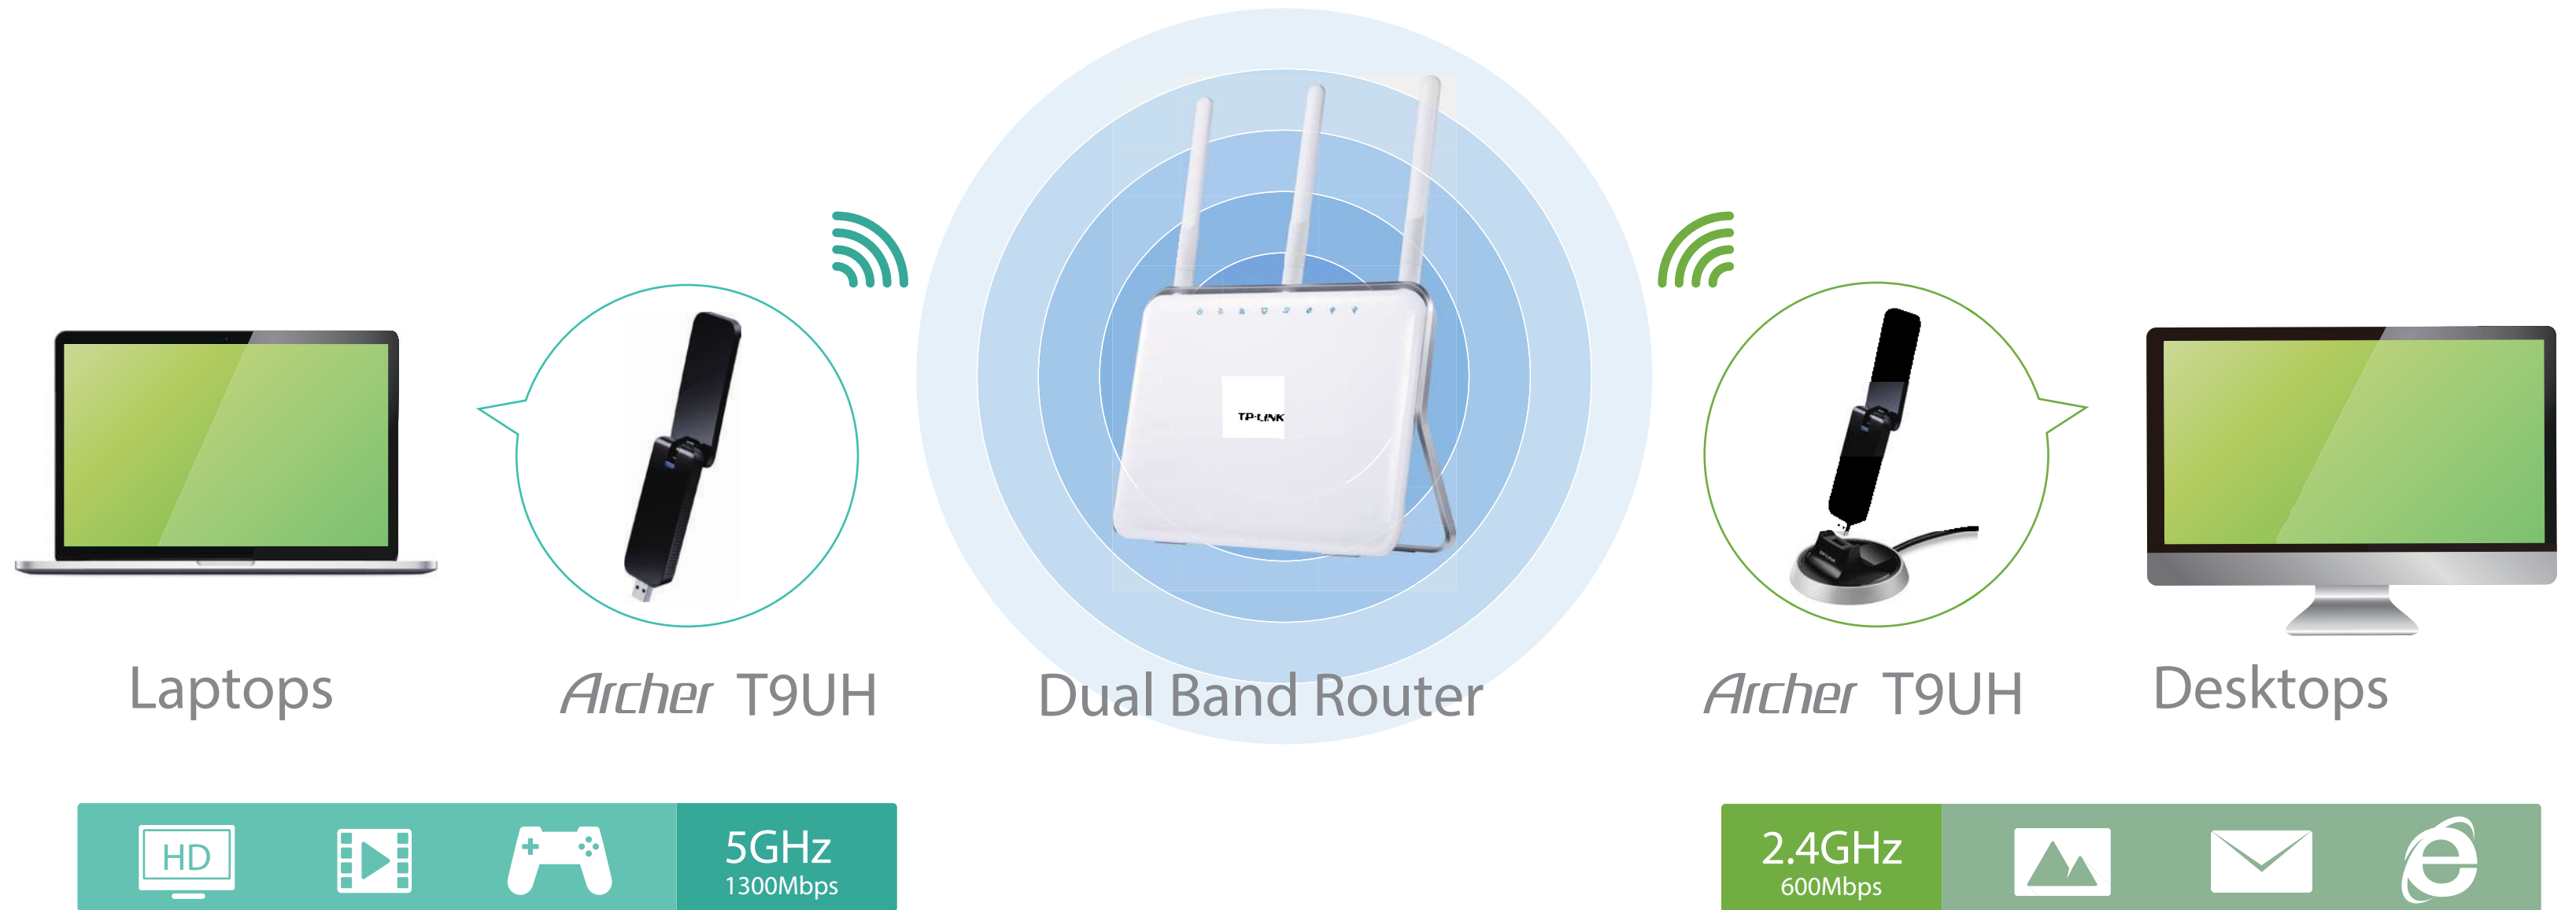 TP-LINK
Laptops
Archer T9UH
Dual Band Router
Archer T9UH
Desktops
HD
5GHz
1300Mbps
2.4GHz
600Mbps